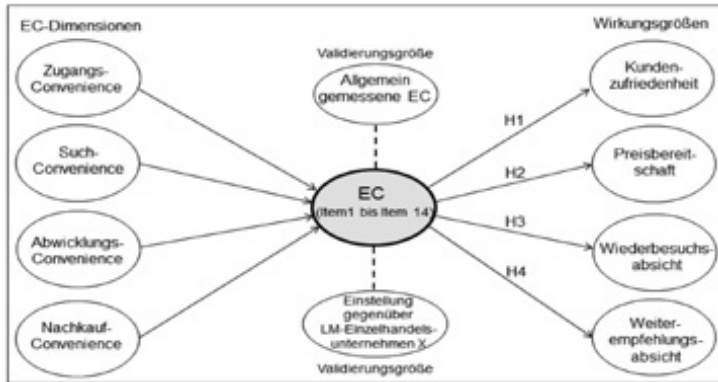 EC-Dimensionen
Zugangs-
Convenience
Such-
Convenience
Abwicklungs-
Convenience
Nachkauf-
Convenience
Validierungsgröße
Allgemein
gemessene EC
EC
(Item1 bis Item 14)
Einstellung
gegenüber
LM-Einzelhandels-
unternehmen X
Validierungsgröße
H1
H2
H3
H4
Wirkungsgrößen
Kunden-
zufriedenheit
Preisbereit-
schaft
Wiederbesuchs-
absicht
Weiter-
empfehlungs-
absicht